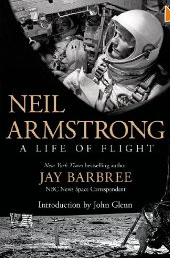 NEIL
ARMSTRONG
A LIFE OF FLIGHT
New York Times bestselling author
JAY BARBREE
NBC News Space Correspondent
Introduction by John Glenn